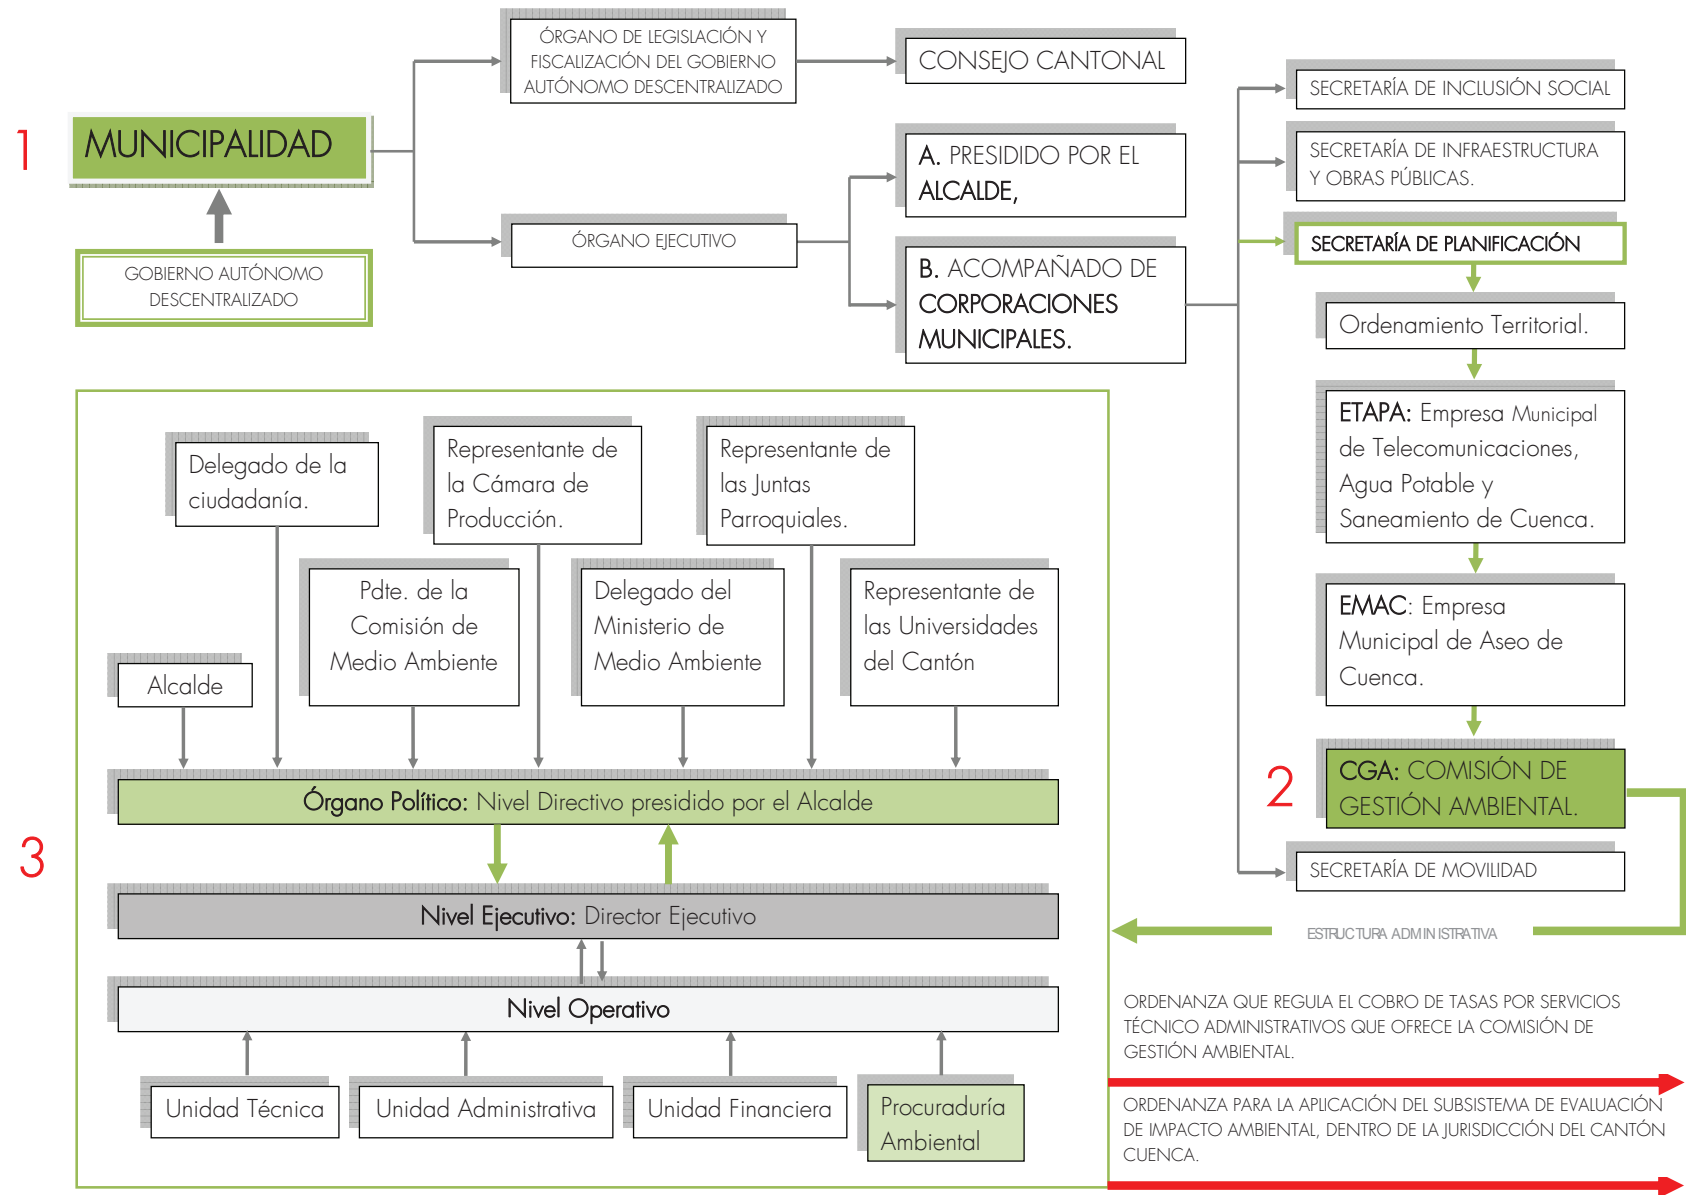 1
MUNICIPALIDAD
GOBIERNO AUTÓNOMO
DESCENTRALIZADO
ÓRGANO DE LEGISLACIÓN Y
FISCALIZACIÓN DEL GOBIERNO
AUTÓNOMO DESCENTRALIZADO
CONSEJO CANTONAL
ÓRGANO EJECUTIVO
A. PRESIDIDO POR EL
ALCALDE,
B. ACOMPAÑADO DE
CORPORACIONES
MUNICIPALES.
SECRETARÍA DE INCLUSIÓN SOCIAL
SECRETARÍA DE INFRAESTRUCTURA
Y OBRAS PÚBLICAS.
SECRETARÍA DE PLANIFICACIÓN
Ordenamiento Territorial.
ETAPA: Empresa Municipal
de Telecomunicaciones,
Agua Potable y
Saneamiento de Cuenca.
EMAC: Empresa
Municipal de Aseo de
Cuenca.
2
CGA: COMISIÓN DE
GESTIÓN AMBIENTAL.
SECRETARÍA DE MOVILIDAD
ESTRUCTURA ADMINISTRATIVA
3
Delegado de la
ciudadanía.
Representante de
la Cámara de
Producción.
Representante de
las Juntas
Parroquiales.
Alcalde
Pdte. de la
Comisión de
Medio Ambiente
Delegado del
Ministerio de
Medio Ambiente
Representante de
las Universidades
del Cantón
Órgano Político: Nivel Directivo presidido por el Alcalde
Nivel Ejecutivo: Director Ejecutivo
Nivel Operativo
Unidad Técnica
Unidad Administrativa
Unidad Financiera
Procuraduría
Ambiental
ORDENANZA QUE REGULA EL COBRO DE TASAS POR SERVICIOS
TÉCNICO ADMINISTRATIVOS QUE OFRECE LA COMISIÓN DE
GESTIÓN AMBIENTAL.
ORDENANZA PARA LA APLICACIÓN DEL SUBSISTEMA DE EVALUACIÓN
DE IMPACTO AMBIENTAL, DENTRO DE LA JURISDICCIÓN DEL CANTÓN
CUENCA.